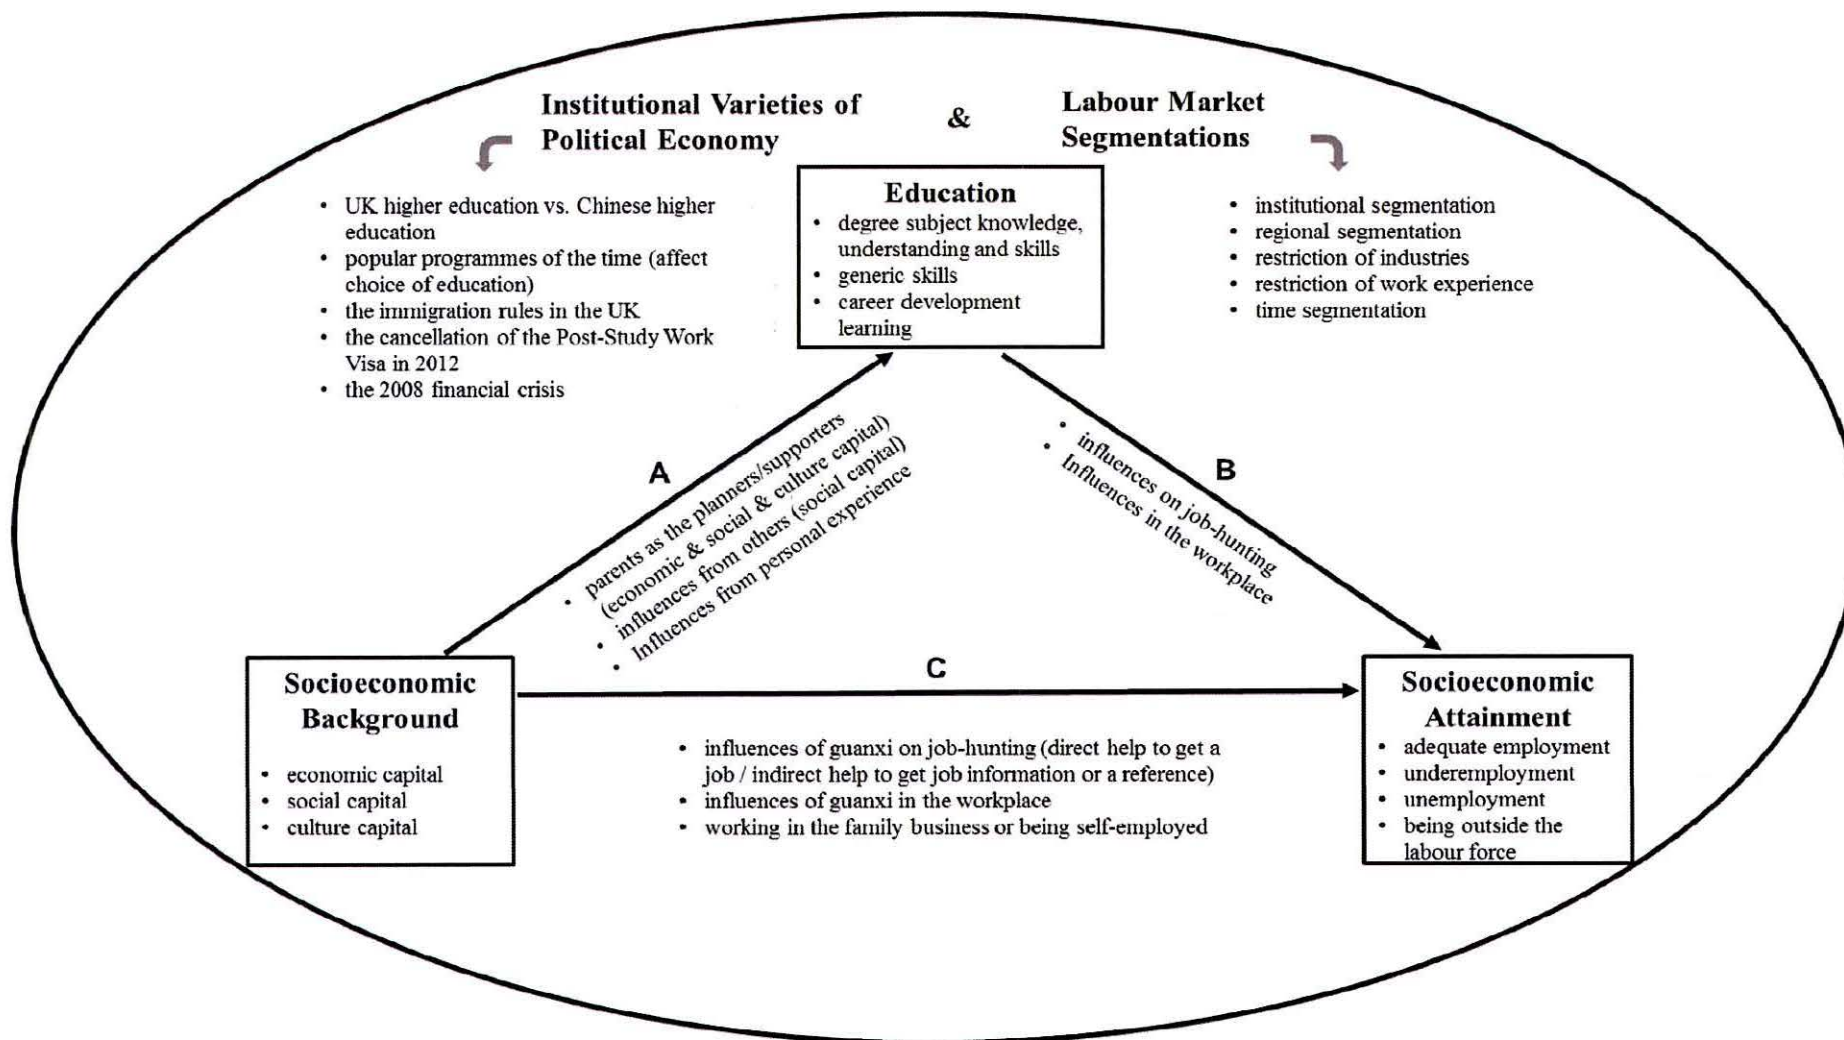 Institutional Varieties of
Political Economy
&
Labour Market
Segmentations
• UK higher education vs. Chinese higher
education
• popular programmes of the time (affect
choice of education)
• the immigration rules in the UK
• the cancellation of the Post-Study Work
Visa in 2012
• the 2008 financial crisis
Education
• degree subject knowledge,
understanding and skills
• generic skills
• career development
learning
• institutional segmentation
• regional segmentation
• restriction of industries
• restriction of work experience
• time segmentation
A
• parents as the planners/supporters
(economic & social & culture capital)
• influences from others (social capital)
• Influences from personal experience
B
• influences on job-hunting
• Influences in the workplace
C
Socioeconomic
Background
• economic capital
• social capital
• culture capital
• influences of guanxi on job-hunting (direct help to get a
job / indirect help to get job information or a reference)
• influences of guanxi in the workplace
• working in the family business or being self-employed
Socioeconomic
Attainment
• adequate employment
• underemployment
• unemployment
• being outside the
labour force